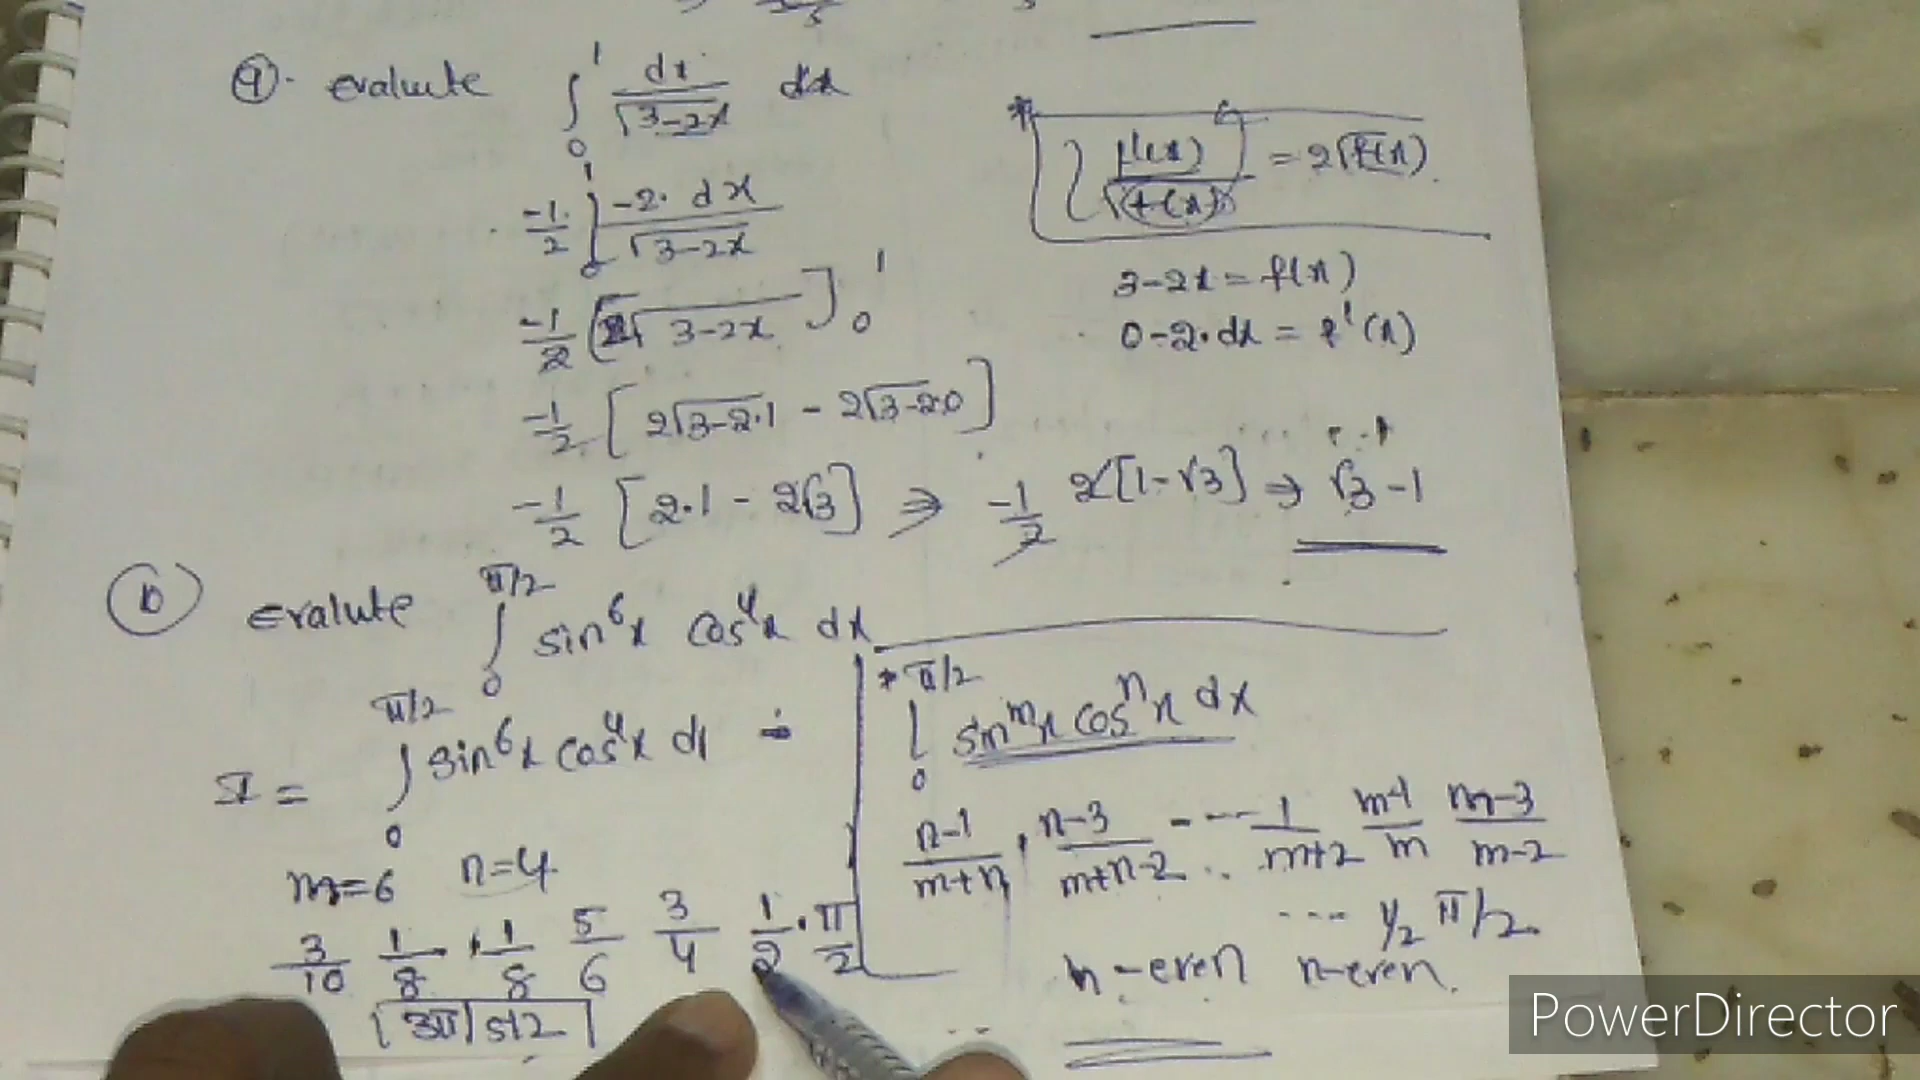 9. evalute ∫₀¹ dx/√3-2x dx
-1/2 ∫₀¹ -2. dx/√3-2x
-1/2 [2√3-2x]₀¹
-1/2 [2√3-2.1 - 2√3-2.0]
-1/2 [2.1 - 2√3] ⇒ -1/2 2[1-√3] ⇒ √3-1
* ∫ f'(x)/√f(x) = 2√f(x)
3-2x = f(x)
0-2.dx = f'(x)
10 evalute ∫₀^π/2 sin⁶x cos⁴x dx
I = ∫₀^π/2 sin⁶x cos⁴x dx
m=6 n=4
3/10 1/8 . 1/8 5/6 3/4 1/2 . π/2
3π/512
* ∫₀^π/2 sinᵐx cosⁿx dx
n-1/m+n . n-3/m+n-2 ---- 1/m+2 m-1/m m-3/m-2
---- 1/2 π/2.
n-even n-even.
PowerDirector